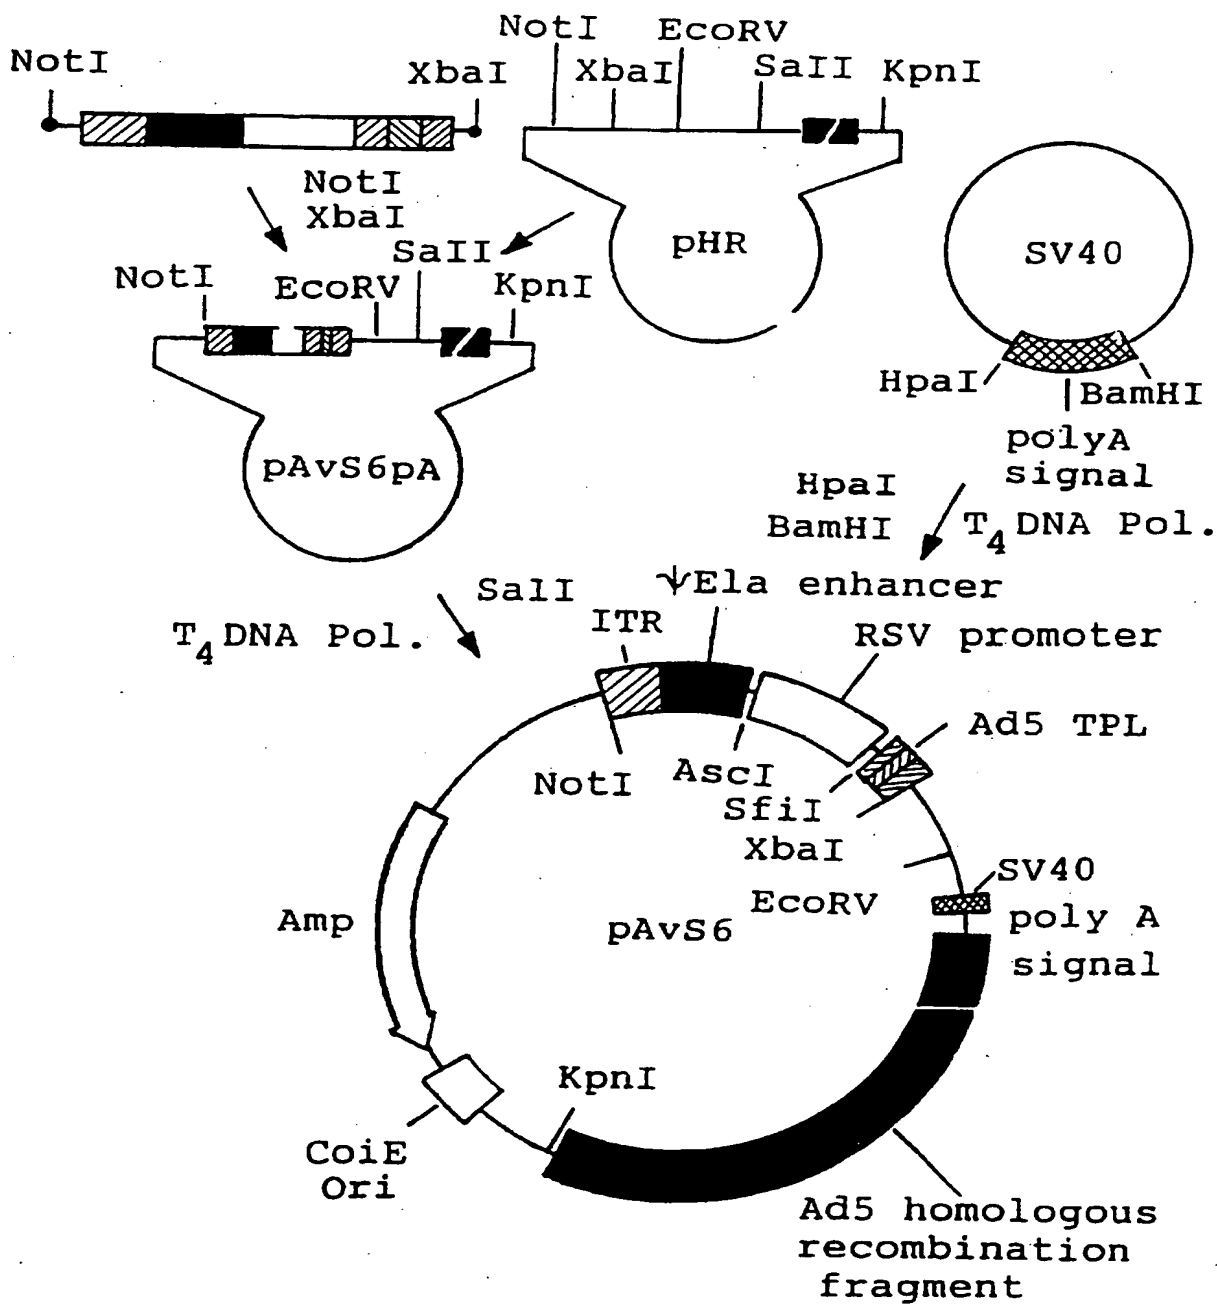 NotI
XbaI
NotI
XbaI
EcoRV
SaII
KpnI
NotI
XbaI
pHR
SV40
HpaI
BamHI
polyA
signal
NotI
EcoRV
SaII
KpnI
pAvS6pA
HpaI
BamHI
T4 DNA Pol.
SalI
T4 DNA Pol.
ITR
ψ Ela enhancer
RSV promoter
Ad5 TPL
NotI
AscI
SfiI
XbaI
EcoRV
SV40
poly A
signal
Amp
pAvS6
KpnI
CoiE
Ori
Ad5 homologous
recombination
fragment